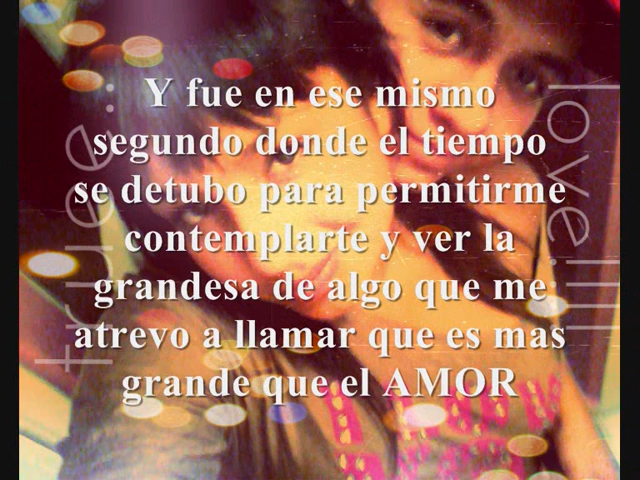 Y fue en ese mismo
segundo donde el tiempo
se detubo para permitirme
contemplarte y ver la
grandesa de algo que me
atrevo a llamar que es mas
grande que el AMOR
love!!!!